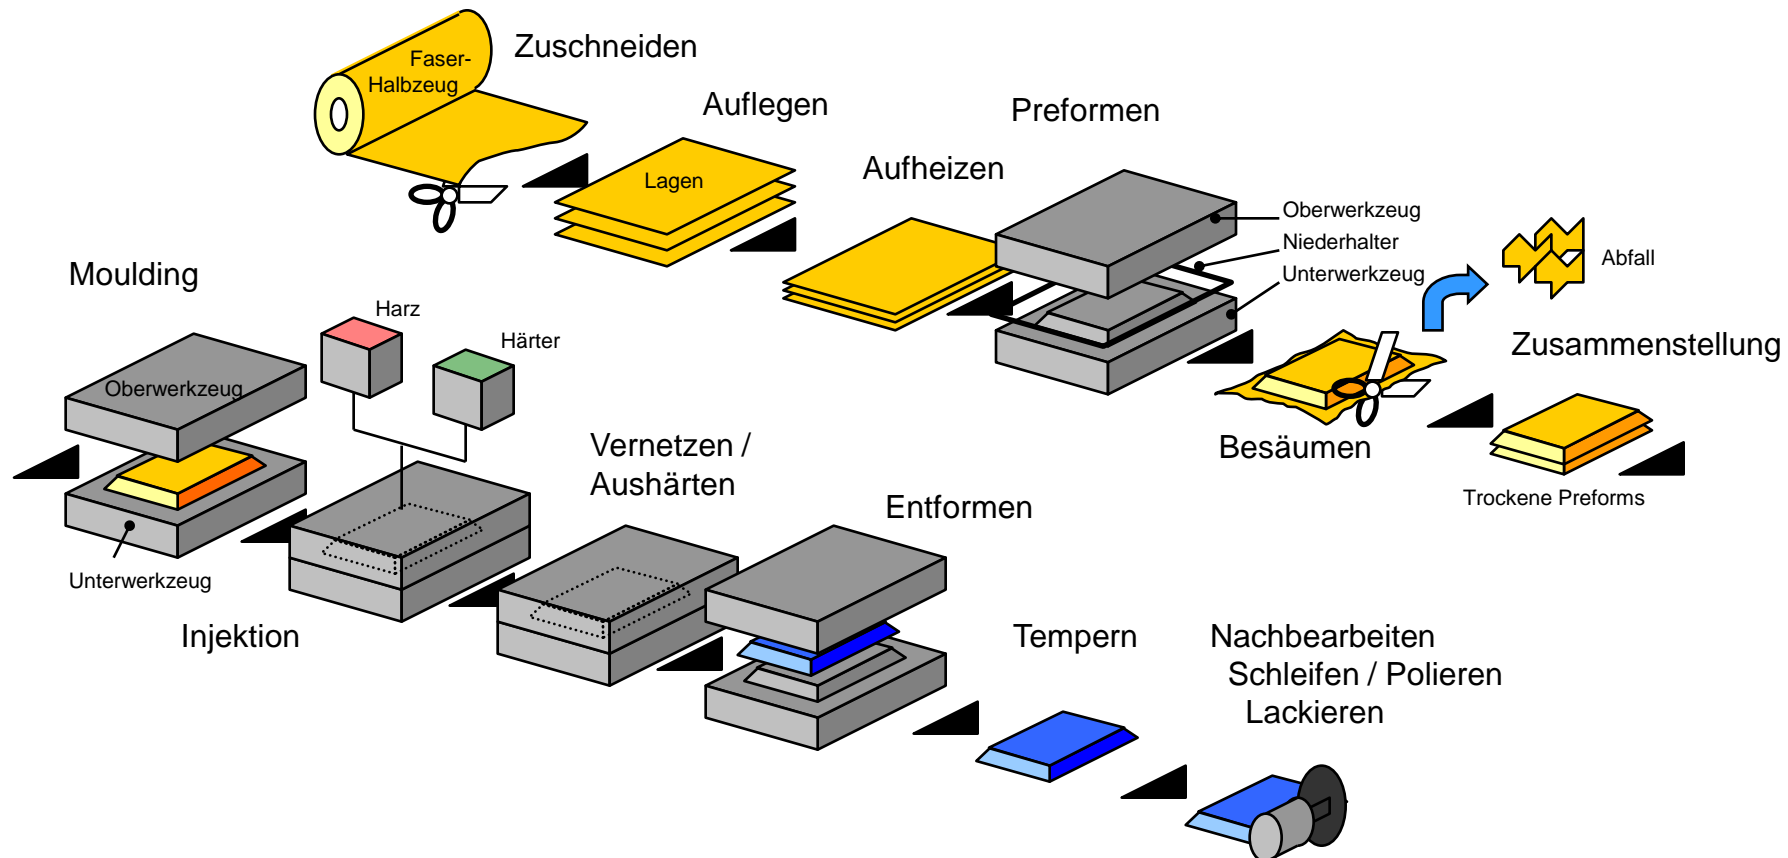 Zuschneiden
Faser-
Halbzeug
Auflegen
Lagen
Aufheizen
Preformen
Oberwerkzeug
Niederhalter
Unterwerkzeug
Abfall
Besäumen
Zusammenstellung
Trockene Preforms
Moulding
Oberwerkzeug
Unterwerkzeug
Harz
Härter
Injektion
Vernetzen /
Aushärten
Entformen
Tempern
Nachbearbeiten
Schleifen / Polieren
Lackieren